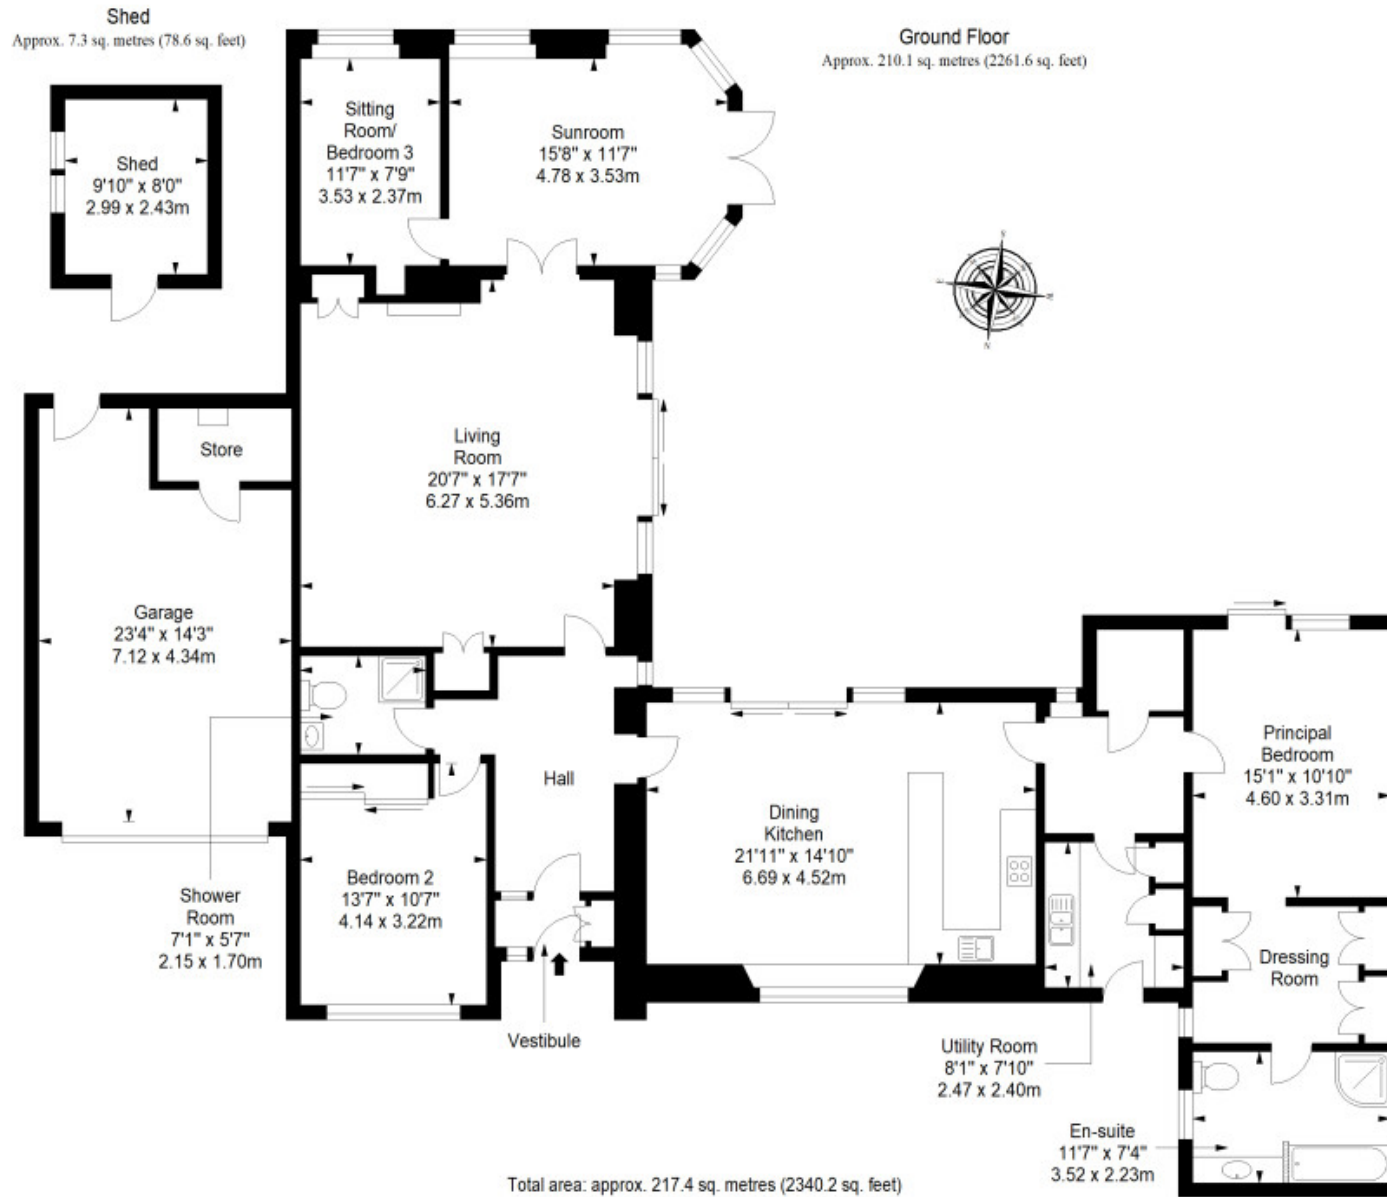 Shed
Approx. 7.3 sq. metres (78.6 sq. feet)
Ground Floor
Approx. 210.1 sq. metres (2261.6 sq. feet)
Shed
9'10" x 8'0"
2.99 x 2.43m
Sitting
Room/
Bedroom 3
11'7" x 7'9"
3.53 x 2.37m
Sunroom
15'8" x 11'7"
4.78 x 3.53m
S
E
W
N
Store
Living
Room
20'7" x 17'7"
6.27 x 5.36m
Garage
23'4" x 14'3"
7.12 x 4.34m
Principal
Bedroom
15'1" x 10'10"
4.60 x 3.31m
Hall
Dining
Kitchen
21'11" x 14'10"
6.69 x 4.52m
Bedroom 2
13'7" x 10'7"
4.14 x 3.22m
Shower
Room
7'1" x 5'7"
2.15 x 1.70m
Dressing
Room
Vestibule
Utility Room
8'1" x 7'10"
2.47 x 2.40m
En-suite
11'7" x 7'4"
3.52 x 2.23m
Total area: approx. 217.4 sq. metres (2340.2 sq. feet)